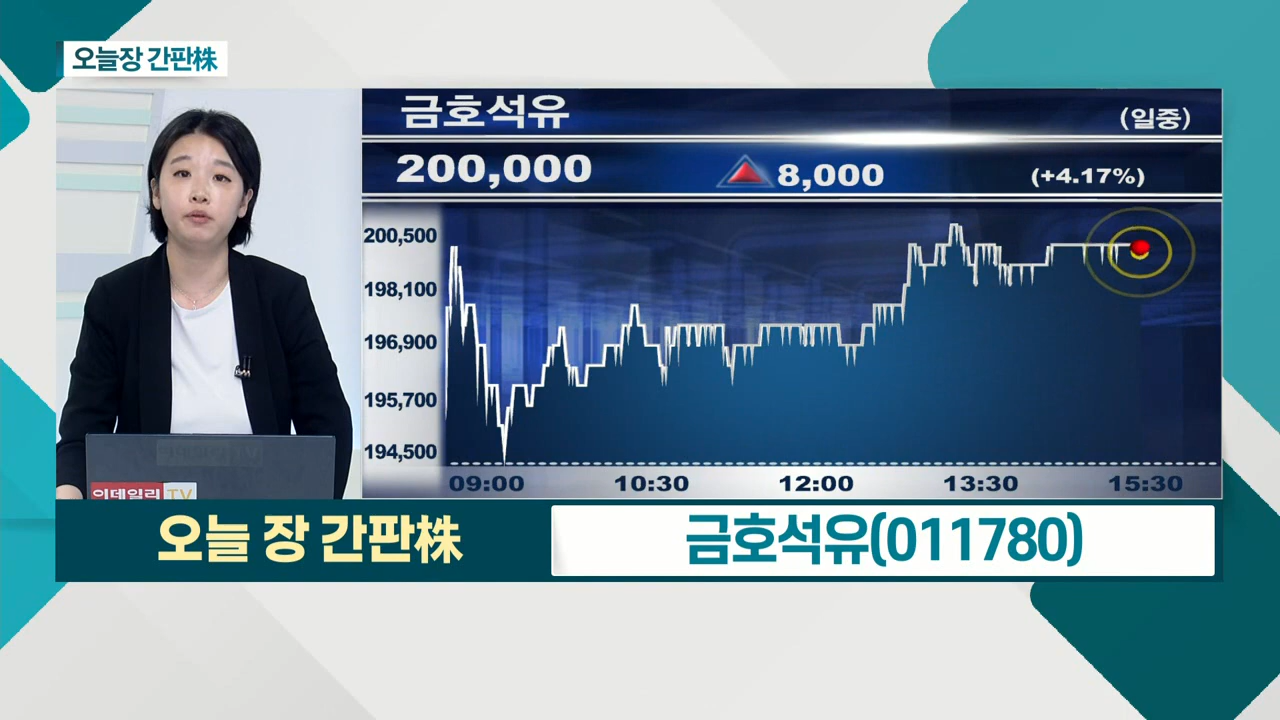 오늘장 간판株
금호석유
(일중)
200,000
8,000
(+4.17%)
200,500
198,100
196,900
195,700
194,500
09:00
10:30
12:00
13:30
15:30
이데일리 TV
오늘 장 간판株
금호석유(011780)